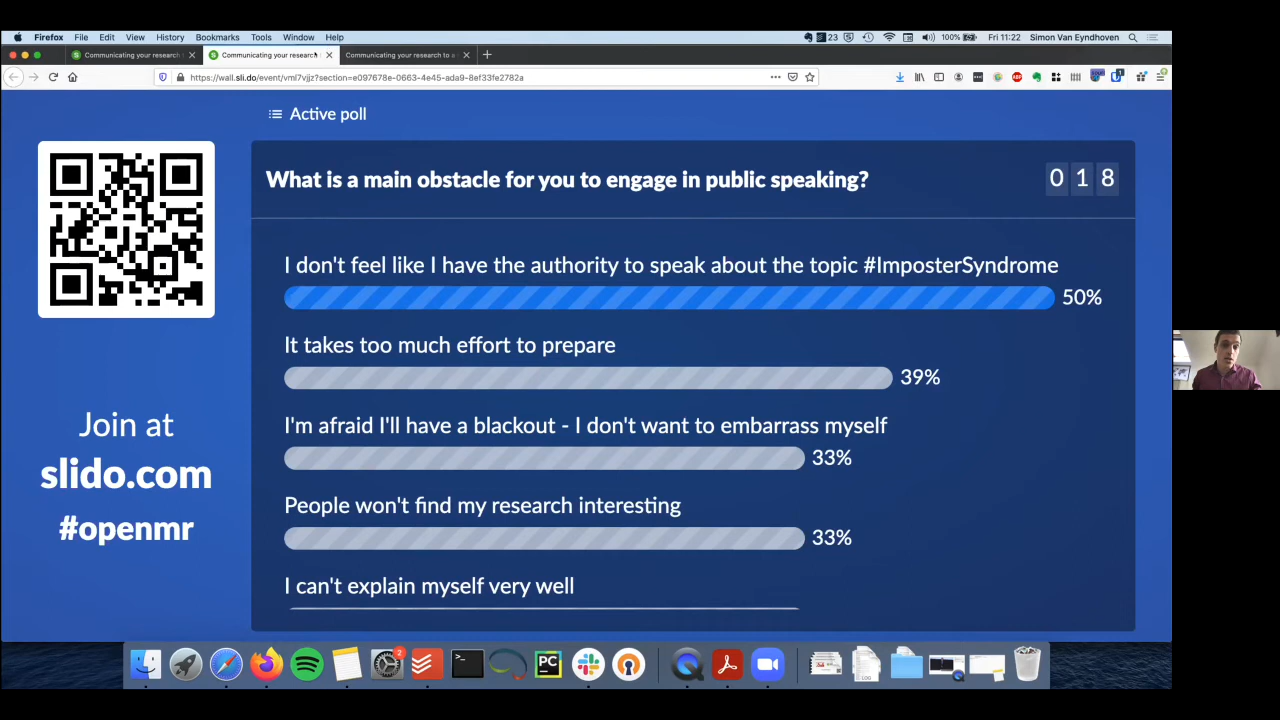 Firefox File Edit View History Bookmarks Tools Window Help 23 100% Fri 11:22 Simon Van Eyndhoven
Communicating your research Communicating your research Communicating your research to a
https://wall.sli.do/event/vml7vjjz?section=e097678e-0663-4e45-ada9-8ef33fe2782a
Active poll
What is a main obstacle for you to engage in public speaking? 018
I don't feel like I have the authority to speak about the topic #ImposterSyndrome
50%
It takes too much effort to prepare
39%
I'm afraid I'll have a blackout - I don't want to embarrass myself
33%
People won't find my research interesting
33%
I can't explain myself very well
Join at
slido.com
#openmr
2
PC